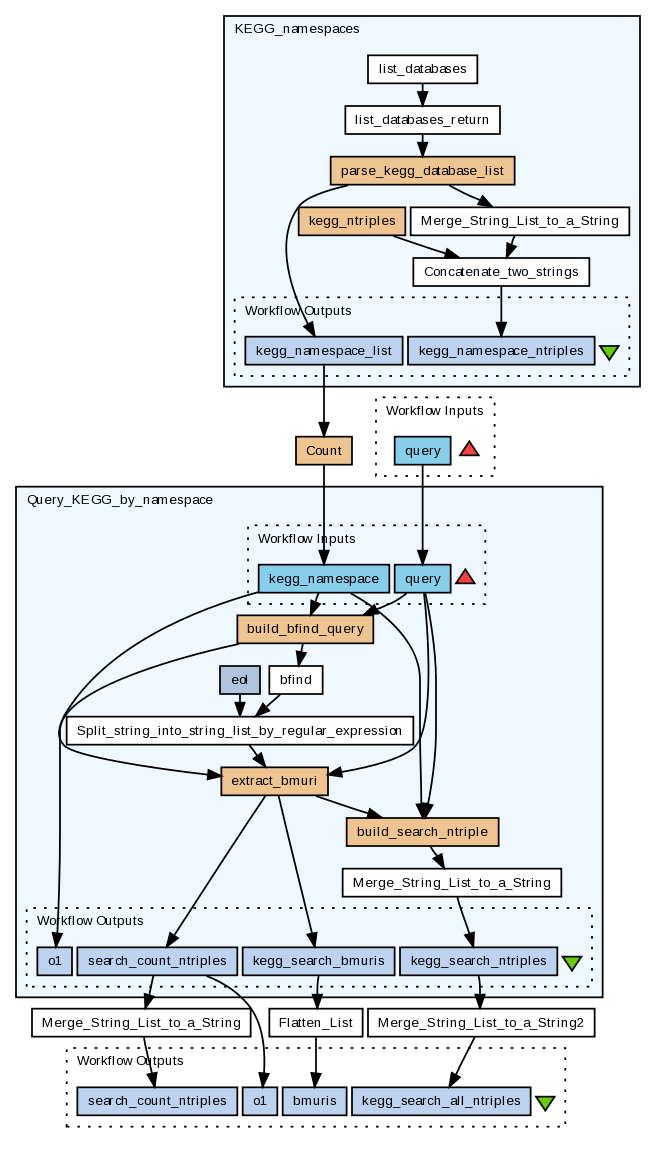 KEGG_namespaces
list_databases
list_databases_return
parse_kegg_database_list
kegg_ntriples
Merge_String_List_to_a_String
Concatenate_two_strings
Workflow Outputs
kegg_namespace_list
kegg_namespace_ntriples
Workflow Inputs
Count
query
Query_KEGG_by_namespace
Workflow Inputs
kegg_namespace
query
build_bfind_query
eol
bfind
Split_string_into_string_list_by_regular_expression
extract_bmuri
build_search_ntriple
Merge_String_List_to_a_String
Workflow Outputs
o1
search_count_ntriples
kegg_search_bmuris
kegg_search_ntriples
Merge_String_List_to_a_String
Flatten_List
Merge_String_List_to_a_String2
Workflow Outputs
search_count_ntriples
o1
bmuris
kegg_search_all_ntriples